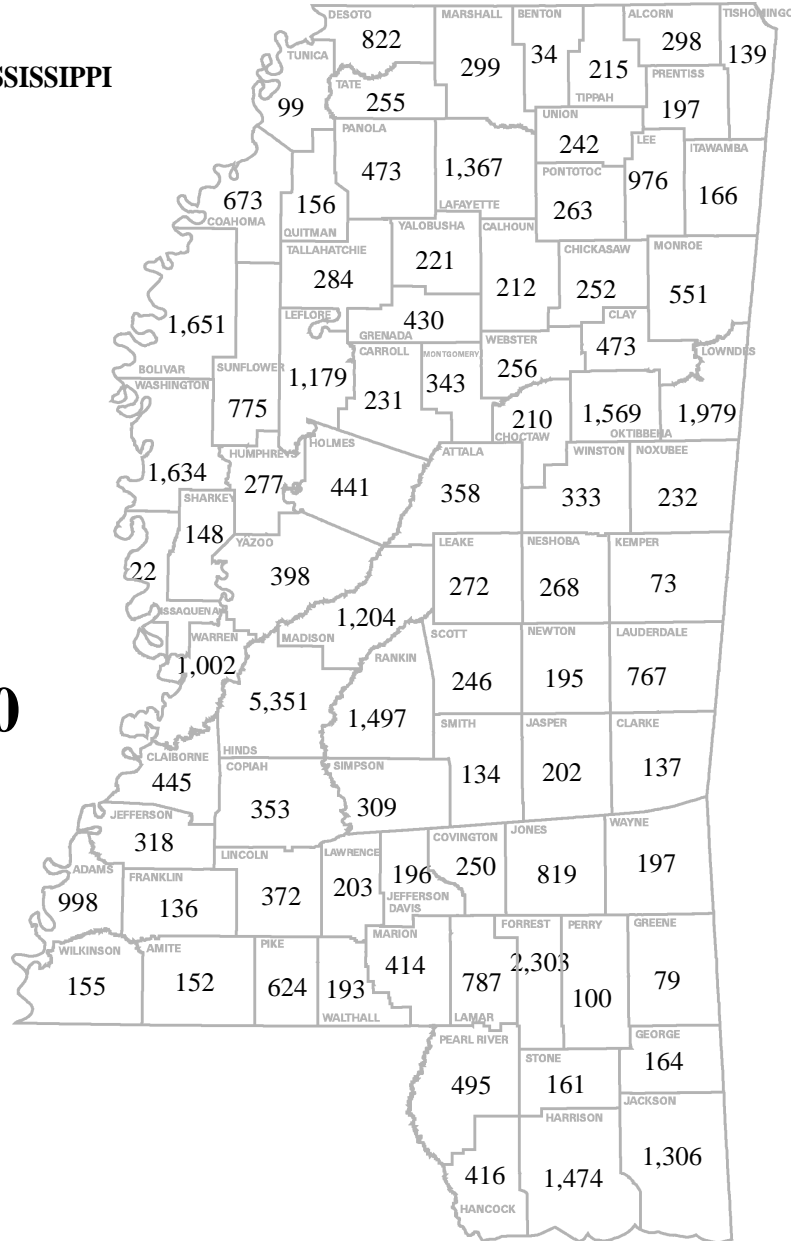 DESOTO
822
MARSHALL
299
BENTON
34
TIPPAH
215
ALCORN
298
TISHOMINGO
139
SSISSIPPI
TUNICA
99
TATE
255
PRENTISS
197
UNION
242
PANOLA
473
LAFAYETTE
1,367
PONTOTOC
263
LEE
976
ITAWAMBA
166
COAHOMA
673
QUITMAN
156
TALLAHATCHIE
284
YALOBUSHA
221
CALHOUN
212
CHICKASAW
252
MONROE
551
BOLIVAR
1,651
SUNFLOWER
775
LEFLORE
1,179
GRENADA
430
CARROLL
231
MONTGOMERY
343
WEBSTER
256
CLAY
473
LOWNDES
1,979
WASHINGTON
1,634
CHOCTAW
210
OKTIBBEHA
1,569
HUMPHREYS
277
HOLMES
441
ATTALA
358
WINSTON
333
NOXUBEE
232
SHARKEY
148
ISSAQUENA
22
YAZOO
398
LEAKE
272
NESHOBA
268
KEMPER
73
WARREN
1,002
MADISON
1,204
0
HINDS
5,351
RANKIN
1,497
SCOTT
246
NEWTON
195
LAUDERDALE
767
CLAIBORNE
445
COPIAH
353
SIMPSON
309
SMITH
134
JASPER
202
CLARKE
137
JEFFERSON
318
ADAMS
998
FRANKLIN
136
LINCOLN
372
LAWRENCE
203
JEFFERSON
DAVIS
196
COVINGTON
250
JONES
819
WAYNE
197
WILKINSON
155
AMITE
152
PIKE
624
WALTHALL
193
MARION
414
LAMAR
787
FORREST
2,303
PERRY
100
GREENE
79
PEARL RIVER
495
STONE
161
GEORGE
164
HANCOCK
416
HARRISON
1,474
JACKSON
1,306